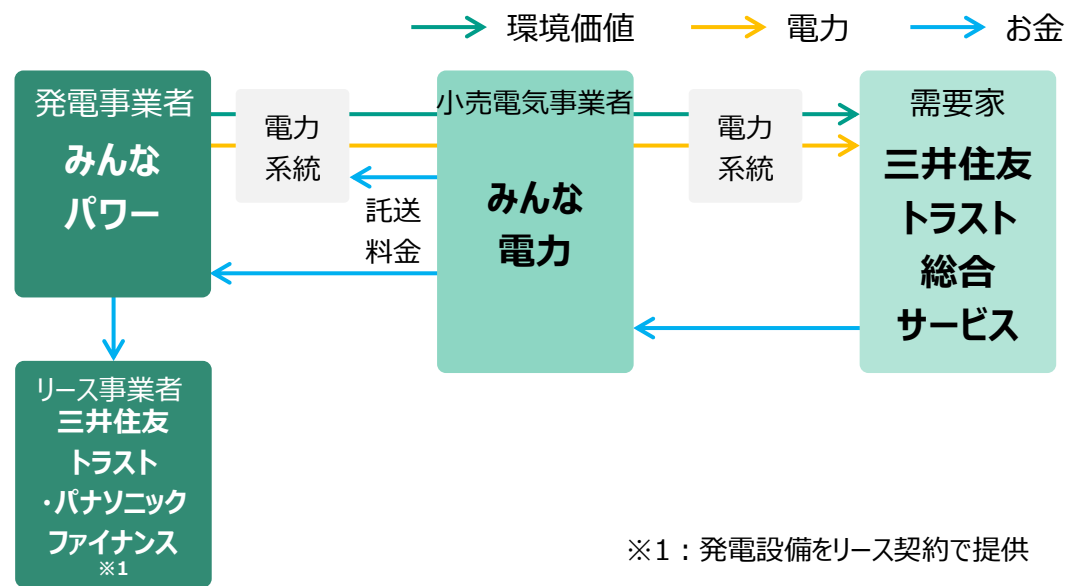 環境価値
電力
お金
発電事業者
みんな
パワー
電力
系統
託送
料金
小売電気事業者
みんな
電力
電力
系統
需要家
三井住友
トラスト
総合
サービス
リース事業者
三井住友
トラスト
・パナソニック
ファイナンス
※1
※1：発電設備をリース契約で提供